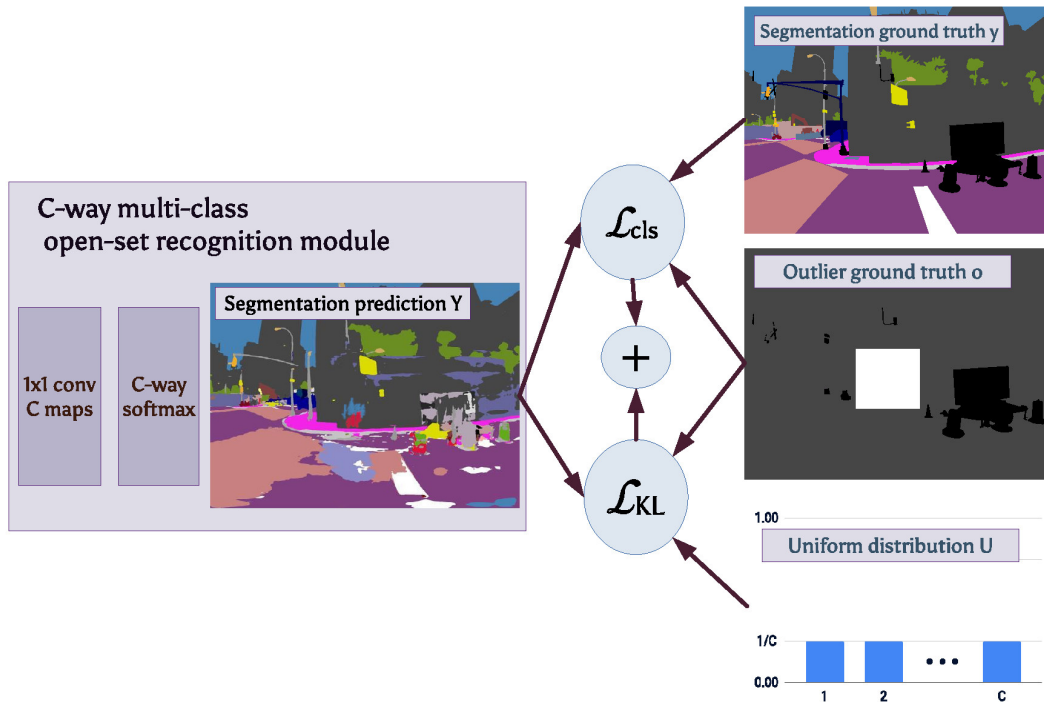 C-way multi-class
open-set recognition module
1x1 conv
C maps
C-way
softmax
Segmentation prediction Y
ℒcls
+
ℒKL
Segmentation ground truth y
Outlier ground truth o
1.00
Uniform distribution U
1/C
0.00
1 2 ••• C